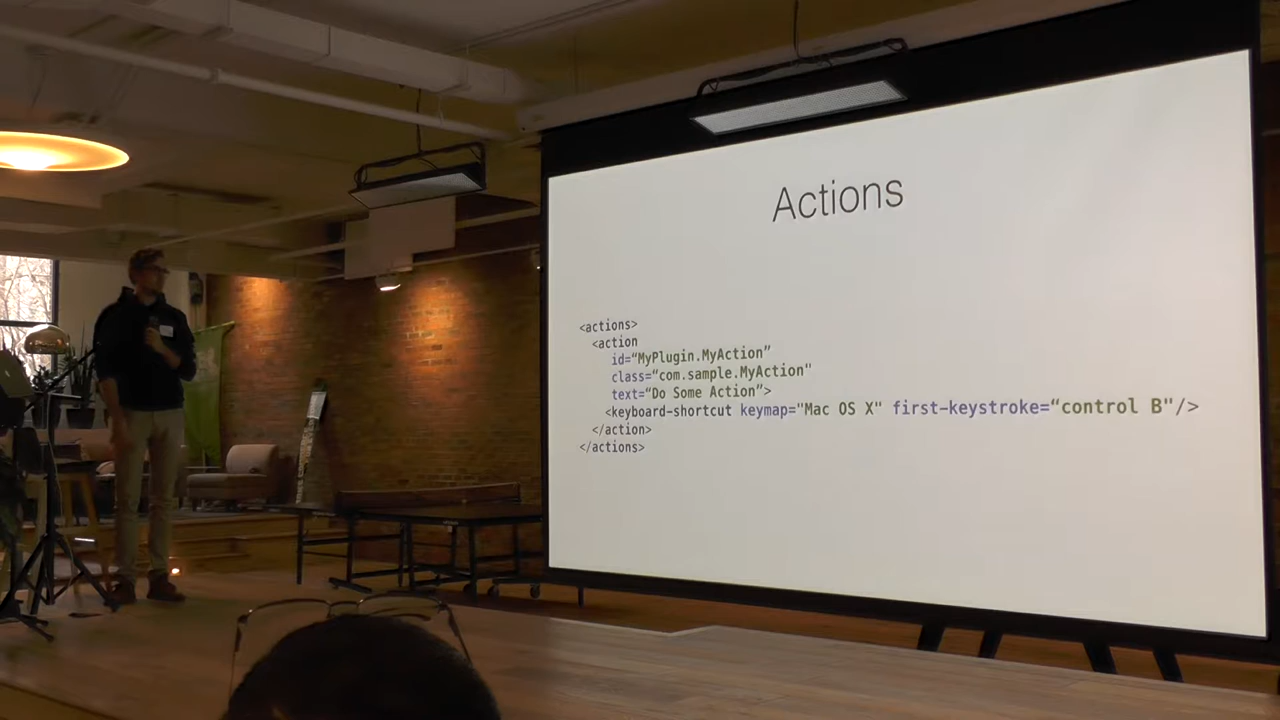 Actions
<actions>
<action
id=“MyPlugin.MyAction”
class=“com.sample.MyAction"
text=“Do Some Action”>
<keyboard-shortcut keymap="Mac OS X" first-keystroke=“control B"/>
</action>
</actions>